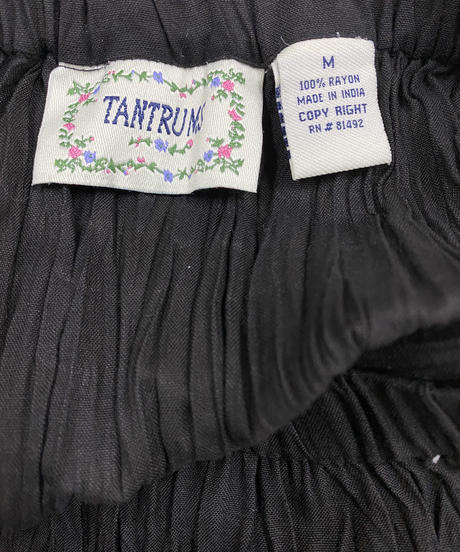 TANTRUMS
M
100% RAYON
MADE IN INDIA
COPY RIGHT
RN # 81492